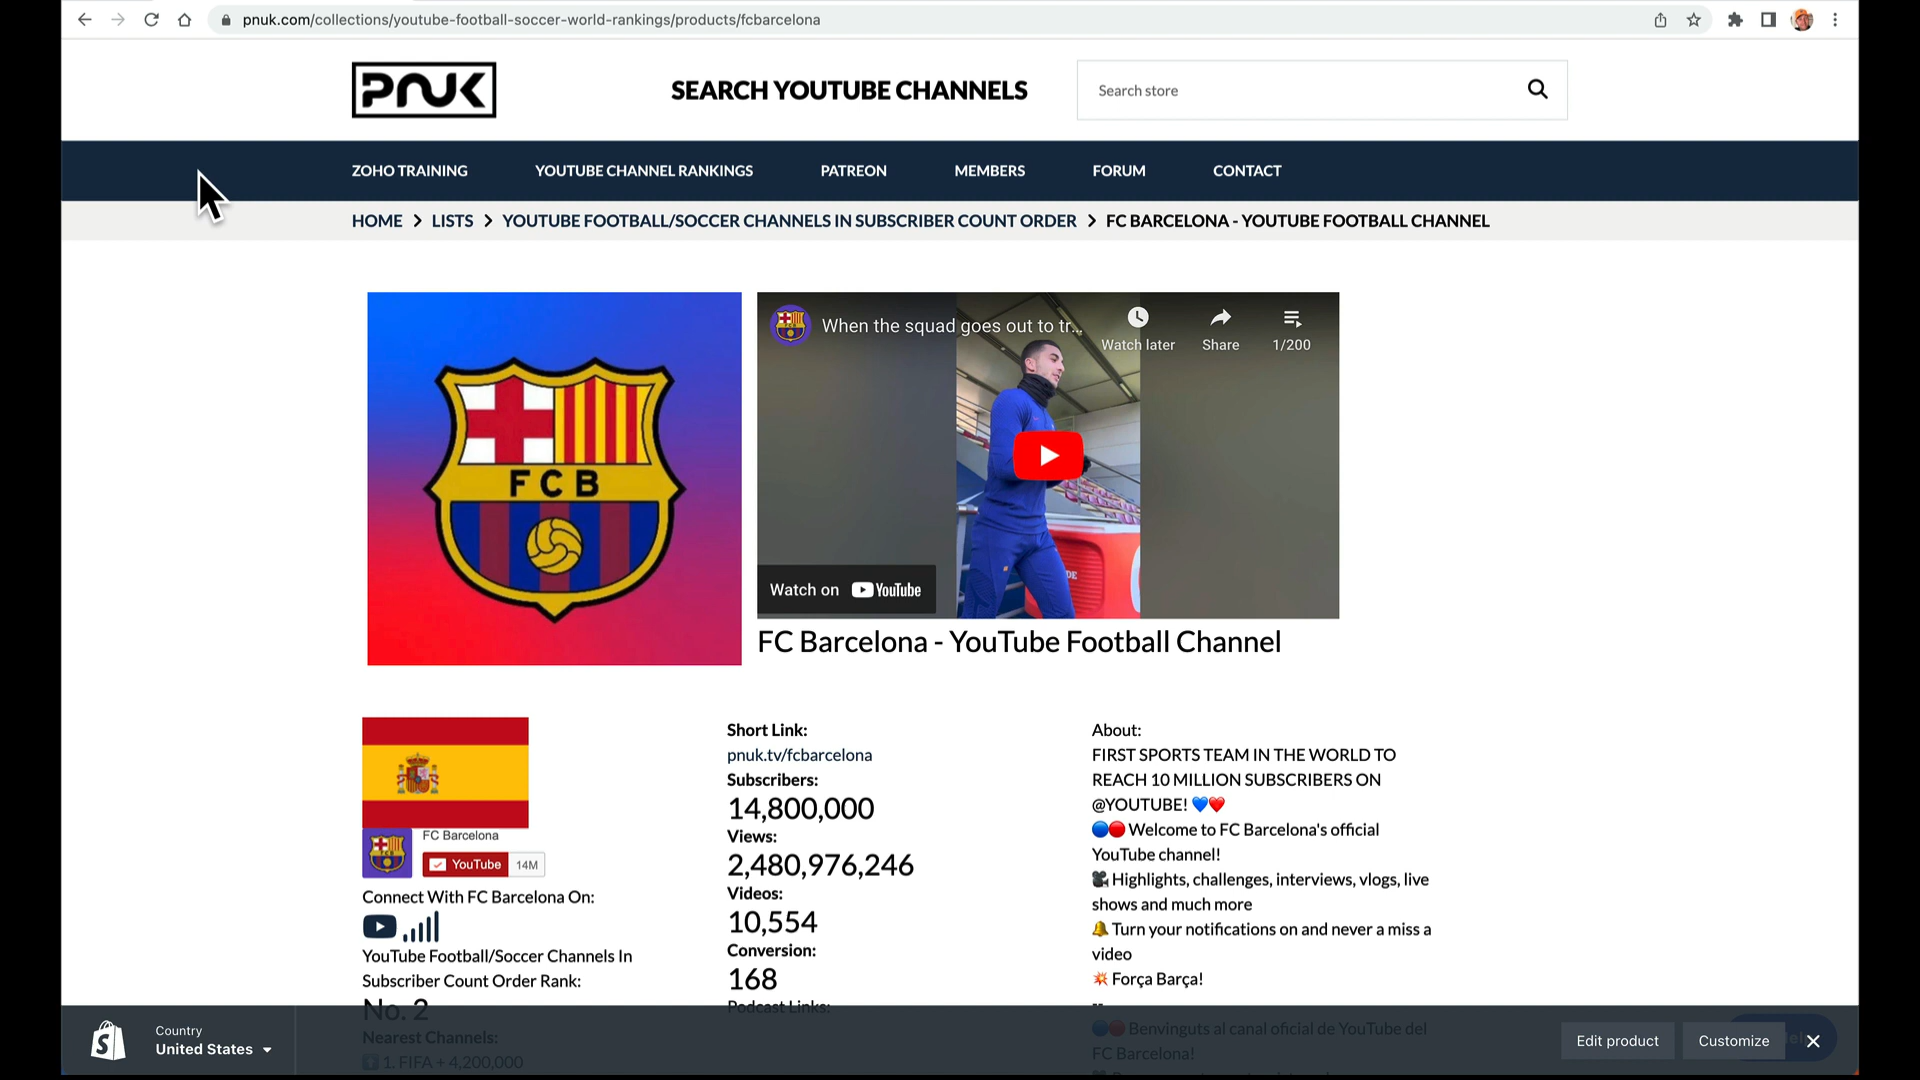 pnuk.com/collections/youtube-football-soccer-world-rankings/products/fcbarcelona
PNUK
SEARCH YOUTUBE CHANNELS
Search store
ZOHO TRAINING
YOUTUBE CHANNEL RANKINGS
PATREON
MEMBERS
FORUM
CONTACT
HOME > LISTS > YOUTUBE FOOTBALL/SOCCER CHANNELS IN SUBSCRIBER COUNT ORDER > FC BARCELONA - YOUTUBE FOOTBALL CHANNEL
FCB
When the squad goes out to tr...
Watch later
Share
1/200
Watch on YouTube
FC Barcelona - YouTube Football Channel
FC Barcelona
YouTube 14M
Connect With FC Barcelona On:
YouTube Football/Soccer Channels In
Subscriber Count Order Rank:
No. 2
Nearest Channels:
1. FIFA + 4,200,000
Short Link:
pnuk.tv/fcbarcelona
Subscribers:
14,800,000
Views:
2,480,976,246
Videos:
10,554
Conversion:
168
Podcast Links:
About:
FIRST SPORTS TEAM IN THE WORLD TO
REACH 10 MILLION SUBSCRIBERS ON
@YOUTUBE! 💙❤️
🔵🔴 Welcome to FC Barcelona's official
YouTube channel!
🎥 Highlights, challenges, interviews, vlogs, live
shows and much more
🔔 Turn your notifications on and never a miss a
video
💥 Força Barça!
--
🔵🔴 Benvinguts al canal oficial de YouTube del
FC Barcelona!
Country
United States
Edit product
Customize